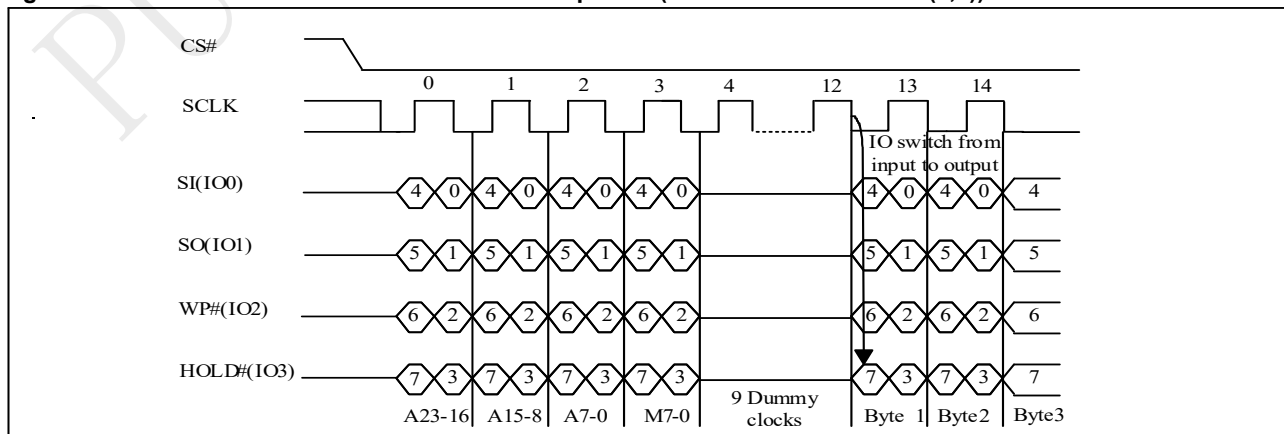 CS#
0 1 2 3 4 12 13 14
SCLK
IO switch from
input to output
SI(IO0) 4 0 4 0 4 0 4 0 4 0 4 0 4
SO(IO1) 5 1 5 1 5 1 5 1 5 1 5 1 5
WP#(IO2) 6 2 6 2 6 2 6 2 6 2 6 2 6
HOLD#(IO3) 7 3 7 3 7 3 7 3 7 3 7 3 7
9 Dummy
clocks
A23-16 A15-8 A7-0 M7-0 Byte 1 Byte2 Byte3